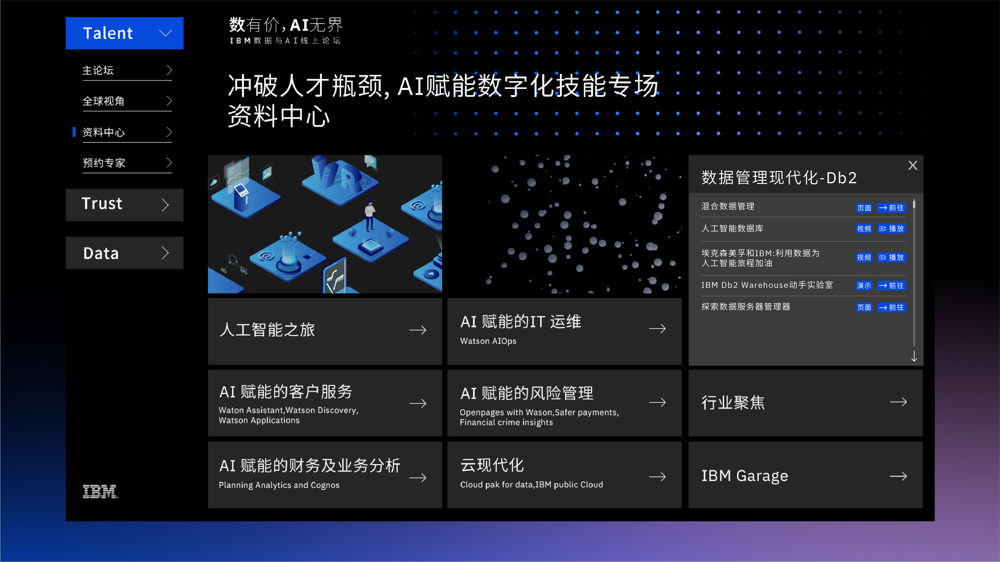 Talent
主论坛
全球视角
资料中心
预约专家
Trust
Data
IBM
数有价,AI无界
IBM数据与AI线上论坛
冲破人才瓶颈,AI赋能数字化技能专场
资料中心
VR
@
@
人工智能之旅
AI 赋能的IT 运维
Watson AIOps
X
数据管理现代化-Db2
混合数据管理 页面 →前往
人工智能数据库 视频 播放
埃克森美孚和IBM:利用数据为
人工智能旅程加油 视频 播放
IBM Db2 Warehouse动手实验室 演示 →前往
探索数据服务器管理器 页面 →前往
AI 赋能的客户服务
Waton Assistant,Watson Discovery,
Watson Applications
AI 赋能的风险管理
Openpages with Wason,Safer payments,
Financial crime insights
行业聚焦
AI 赋能的财务及业务分析
Planning Analytics and Cognos
云现代化
Cloud pak for data,IBM public Cloud
IBM Garage